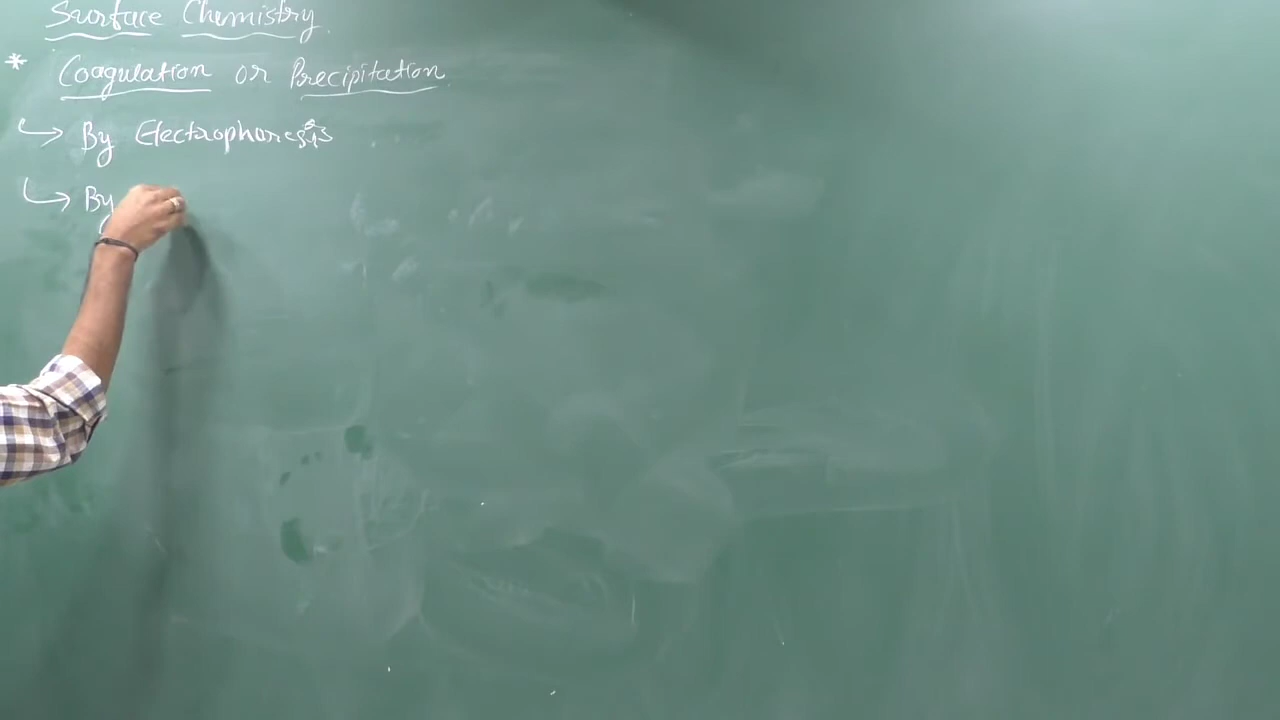 Surface Chemistry.
* Coagulation or Precipitation
↳ By Electrophoresis
↳ By